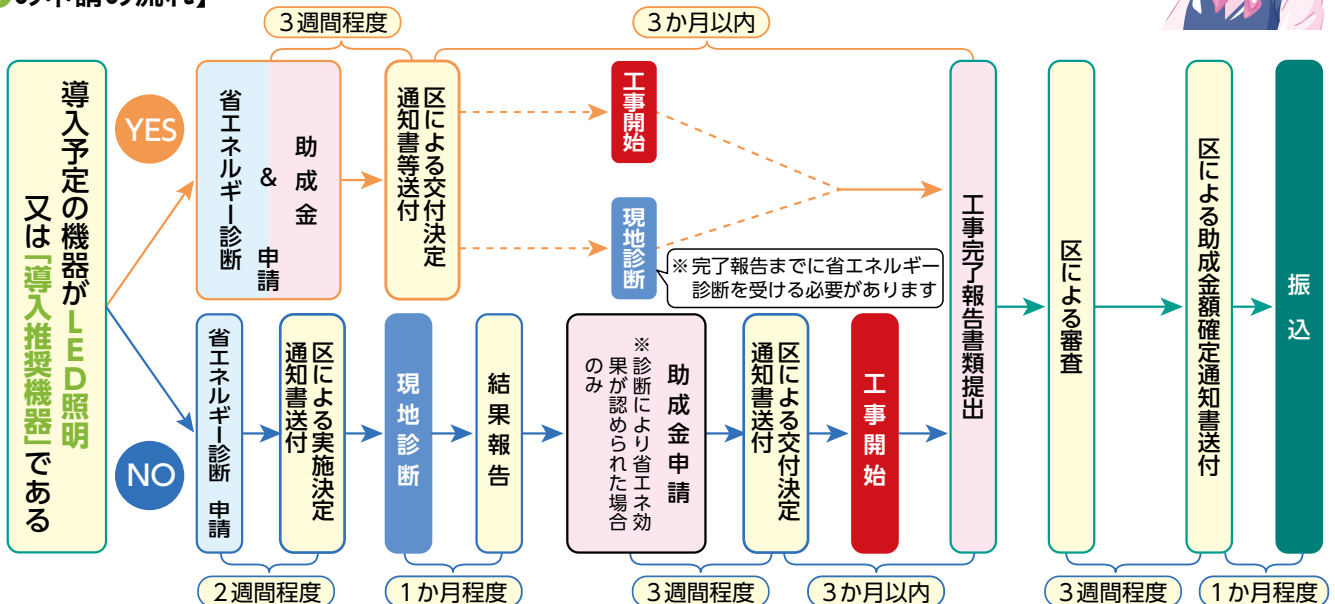 の申請の流れ】
導入予定の機器がLED照明
又は「導入推奨機器」である
YES
3週間程度
3か月以内
省エネルギー診断
&
助成金
申請
区による交付決定
通知書等送付
工事開始
現地診断
※完了報告までに省エネルギー
診断を受ける必要があります
NO
省エネルギー診断 申請
区による実施決定
通知書送付
現地診断
結果報告
助成金申請
※診断により省エネ効
果が認められた場合
のみ
区による交付決定
通知書送付
工事開始
工事完了報告書類提出
区による審査
区による助成金額確定通知書送付
振込
2週間程度
1か月程度
3週間程度
3か月以内
3週間程度
1か月程度